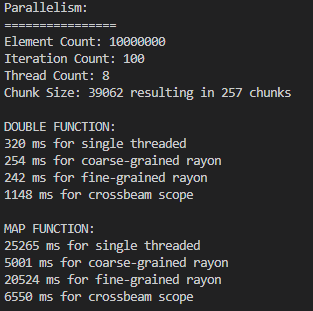 Parallelism:
================
Element Count: 10000000
Iteration Count: 100
Thread Count: 8
Chunk Size: 39062 resulting in 257 chunks

DOUBLE FUNCTION:
320 ms for single threaded
254 ms for coarse-grained rayon
242 ms for fine-grained rayon
1148 ms for crossbeam scope

MAP FUNCTION:
25265 ms for single threaded
5001 ms for coarse-grained rayon
20524 ms for fine-grained rayon
6550 ms for crossbeam scope